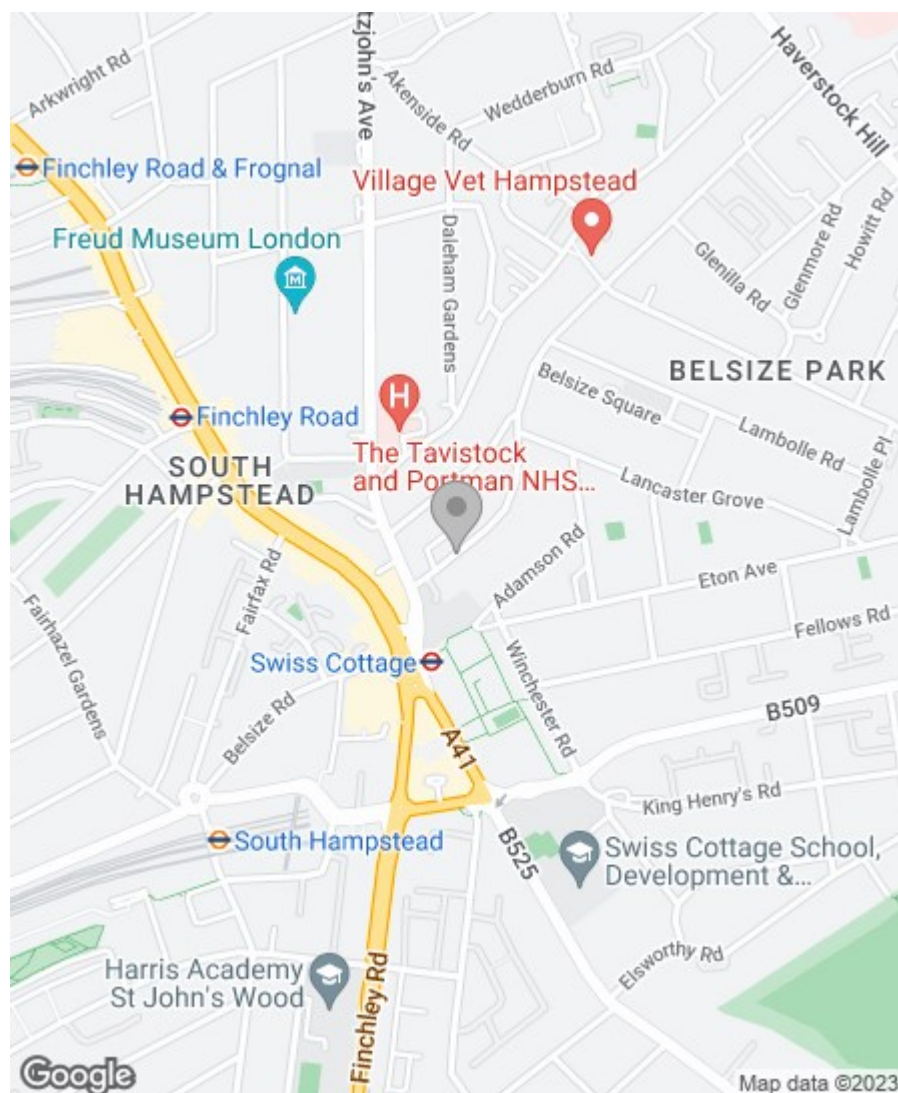 Arkwright Rd
tzjohn's Ave
Akenside Rd
Wedderburn Rd
Haverstock Hill
Finchley Road & Frognal
Village Vet Hampstead
Freud Museum London
Daleham Gardens
Glenilla Rd
Glenmore Rd
Howitt Rd
BELSIZE PARK
Belsize Square
Finchley Road
H
Lambolle Rd
SOUTH
HAMPSTEAD
The Tavistock
and Portman NHS...
Lancaster Grove
Lambolle Pl
Adamson Rd
Eton Ave
Fairfax Rd
Fellows Rd
Fairhazel Gardens
Swiss Cottage
Winchester Rd
Belsize Rd
A41
B509
King Henry's Rd
South Hampstead
B525
Swiss Cottage School,
Development &...
Elsworthy Rd
Harris Academy
St John's Wood
Finchley Rd
Google
Map data ©2023